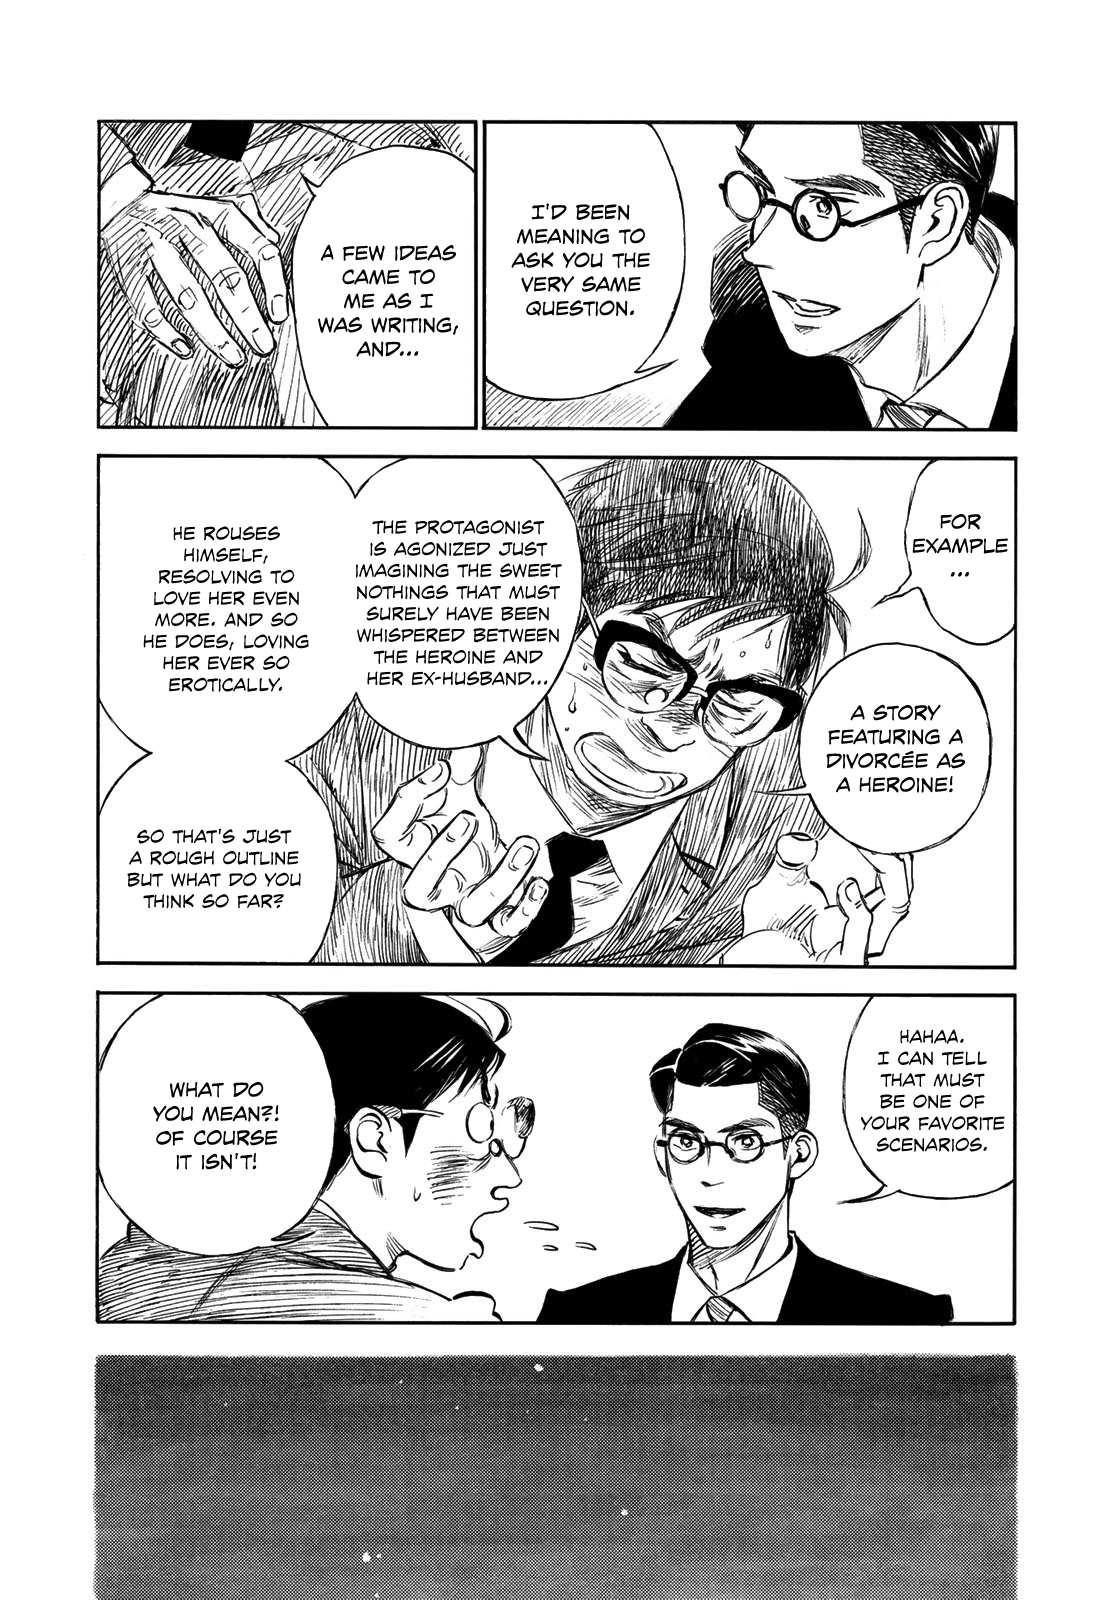 I'D BEEN
MEANING TO
ASK YOU THE
VERY SAME
QUESTION.
A FEW IDEAS
CAME TO
ME AS I
WAS WRITING,
AND...
FOR
EXAMPLE
...
A STORY
FEATURING A
DIVORCÉE AS
A HEROINE!
THE PROTAGONIST
IS AGONIZED JUST
IMAGINING THE SWEET
NOTHINGS THAT MUST
SURELY HAVE BEEN
WHISPERED BETWEEN
THE HEROINE AND
HER EX-HUSBAND...
HE ROUSES
HIMSELF,
RESOLVING TO
LOVE HER EVEN
MORE. AND SO
HE DOES, LOVING
HER EVER SO
EROTICALLY.
SO THAT'S JUST
A ROUGH OUTLINE
BUT WHAT DO YOU
THINK SO FAR?
HAHAA.
I CAN TELL
THAT MUST
BE ONE OF
YOUR FAVORITE
SCENARIOS.
WHAT DO
YOU MEAN?!
OF COURSE
IT ISN'T!